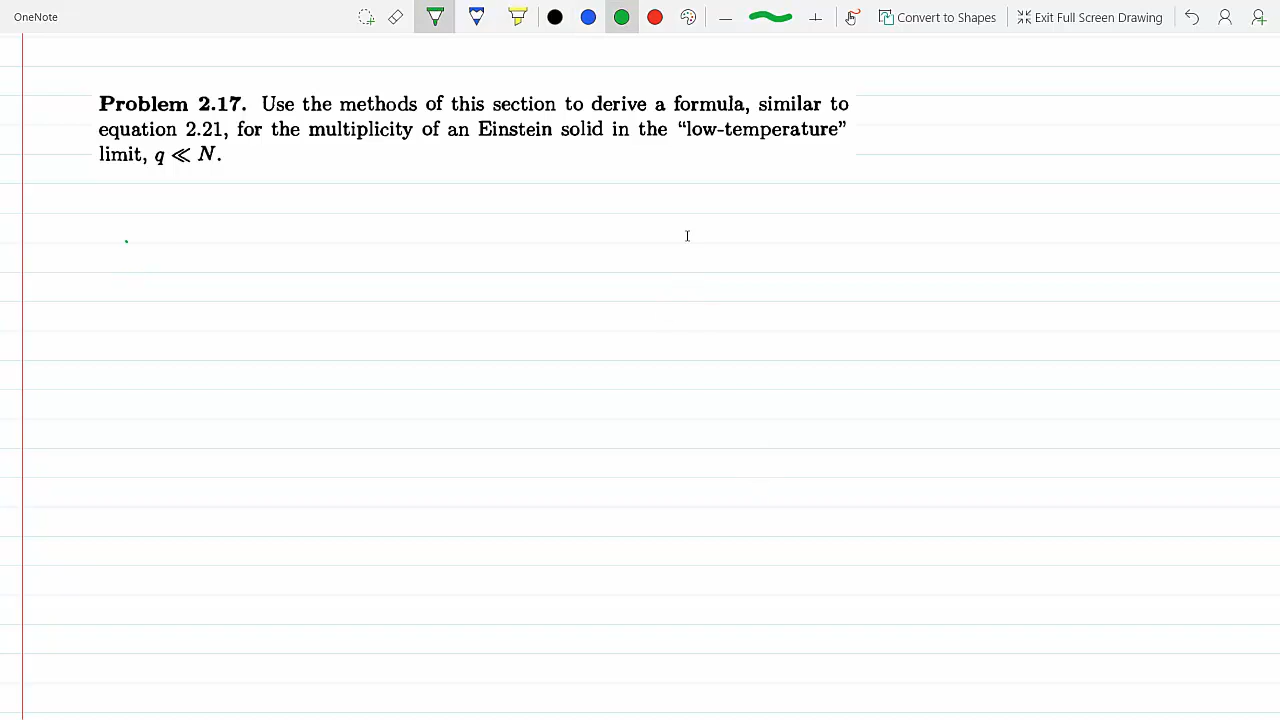 OneNote
Convert to Shapes
Exit Full Screen Drawing
Problem 2.17. Use the methods of this section to derive a formula, similar to
equation 2.21, for the multiplicity of an Einstein solid in the “low-temperature”
limit, q ≪ N.